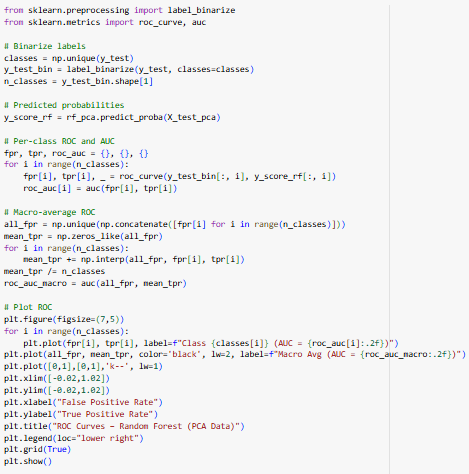 from sklearn.preprocessing import label_binarize
from sklearn.metrics import roc_curve, auc

# Binarize labels
classes = np.unique(y_test)
y_test_bin = label_binarize(y_test, classes=classes)
n_classes = y_test_bin.shape[1]

# Predicted probabilities
y_score_rf = rf_pca.predict_proba(X_test_pca)

# Per-class ROC and AUC
fpr, tpr, roc_auc = {}, {}, {}
for i in range(n_classes):
    fpr[i], tpr[i], _ = roc_curve(y_test_bin[:, i], y_score_rf[:, i])
    roc_auc[i] = auc(fpr[i], tpr[i])

# Macro-average ROC
all_fpr = np.unique(np.concatenate([fpr[i] for i in range(n_classes)]))
mean_tpr = np.zeros_like(all_fpr)
for i in range(n_classes):
    mean_tpr += np.interp(all_fpr, fpr[i], tpr[i])
mean_tpr /= n_classes
roc_auc_macro = auc(all_fpr, mean_tpr)

# Plot ROC
plt.figure(figsize=(7,5))
for i in range(n_classes):
    plt.plot(fpr[i], tpr[i], label=f"Class {classes[i]} (AUC = {roc_auc[i]:.2f})")
plt.plot(all_fpr, mean_tpr, color='black', lw=2, label=f"Macro Avg (AUC = {roc_auc_macro:.2f})")
plt.plot([0,1],[0,1],'k--', lw=1)
plt.xlim([-0.02,1.02])
plt.ylim([-0.02,1.02])
plt.xlabel("False Positive Rate")
plt.ylabel("True Positive Rate")
plt.title("ROC Curves – Random Forest (PCA Data)")
plt.legend(loc="lower right")
plt.grid(True)
plt.show()